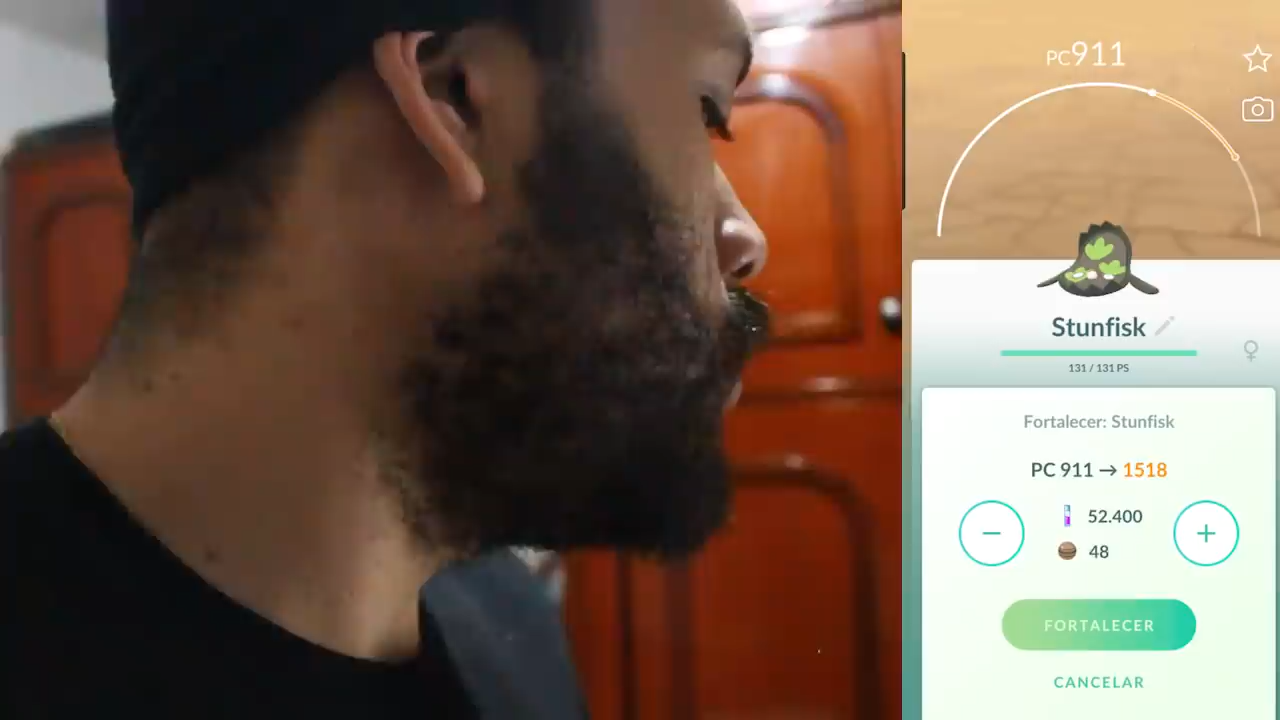 PC911
Stunfisk
131 / 131 PS
Fortalecer: Stunfisk
PC 911 → 1518
52.400
48
FORTALECER
CANCELAR